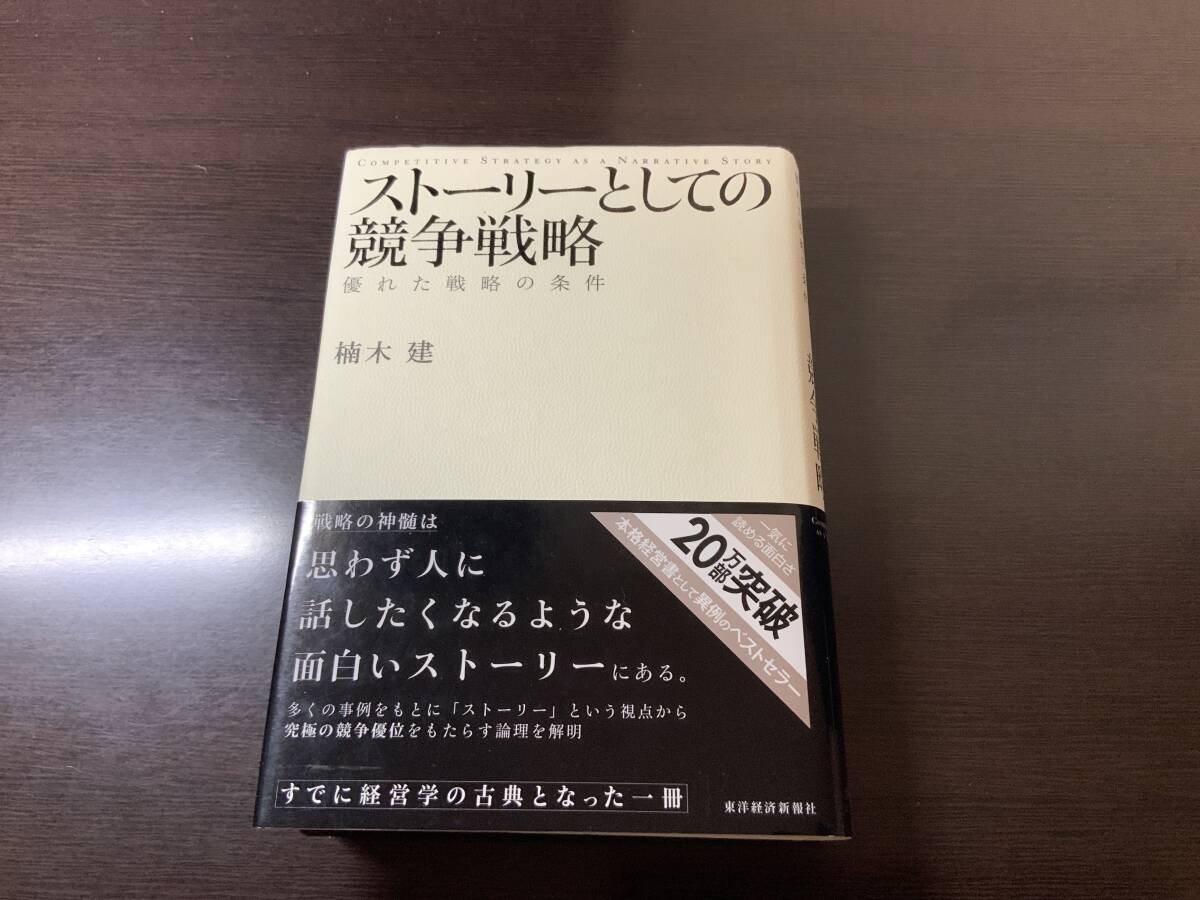 COMPETITIVE STRATEGY AS A NARRATIVE STORY
ストーリーとしての
競争戦略
優れた戦略の条件
楠木 建
戦略の神髄は
思わず人に
話したくなるような
面白いストーリーにある。
多くの事例をもとに「ストーリー」という視点から
究極の競争優位をもたらす論理を解明
すでに経営学の古典となった一冊
一気に
読める面白さ
20万部突破
本格経営書として異例のベストセラー
東洋経済新報社